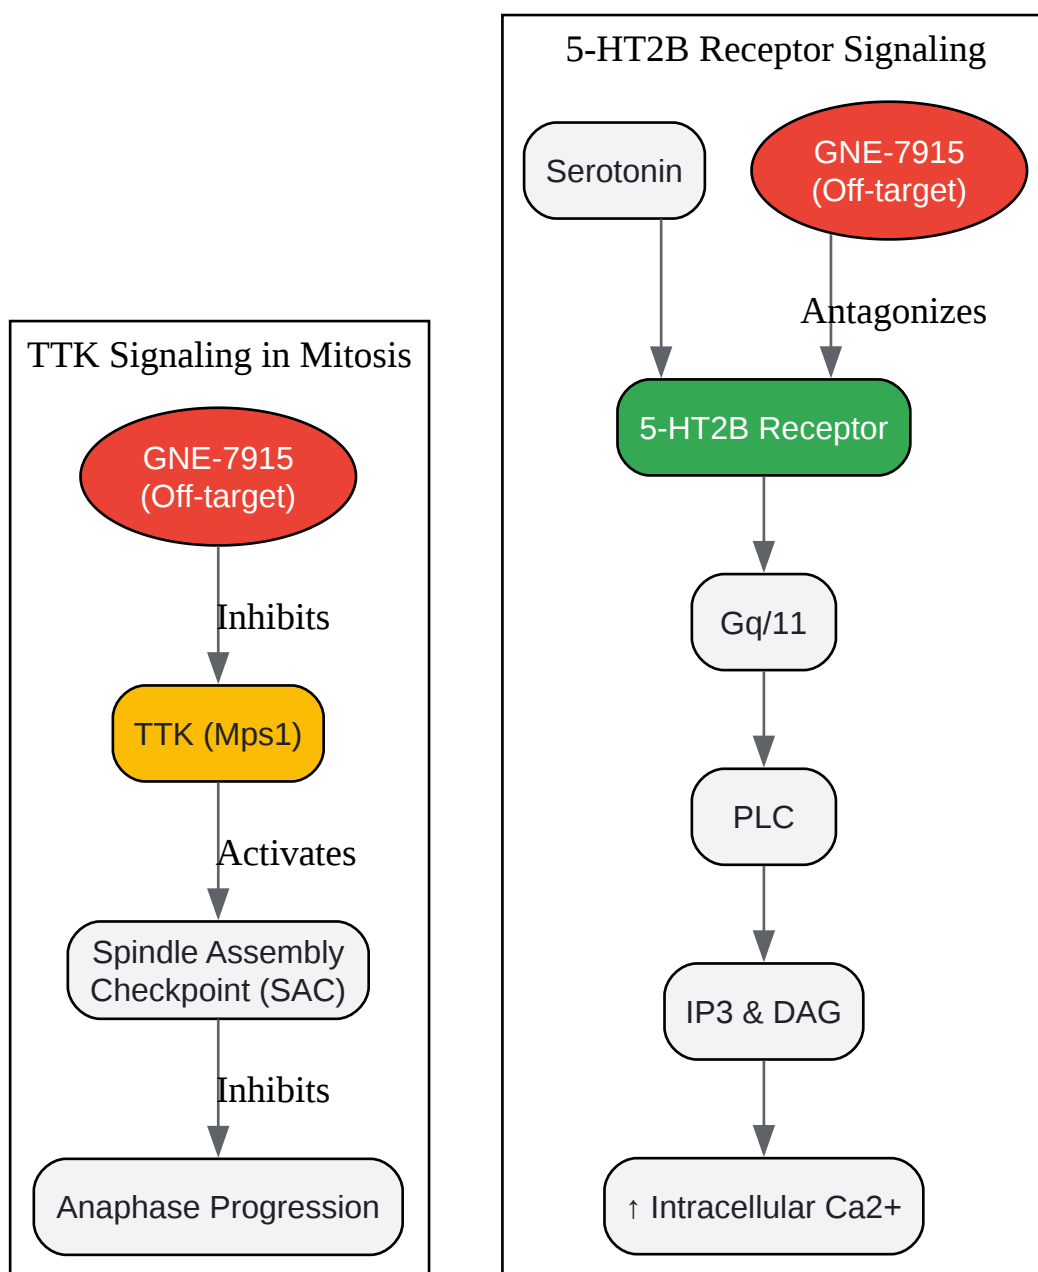 TTK Signaling in Mitosis
GNE-7915
(Off-target)
Inhibits
TTK (Mps1)
Activates
Spindle Assembly
Checkpoint (SAC)
Inhibits
Anaphase Progression
5-HT2B Receptor Signaling
Serotonin
GNE-7915
(Off-target)
Antagonizes
5-HT2B Receptor
Gq/11
PLC
IP3 & DAG
↑ Intracellular Ca2+